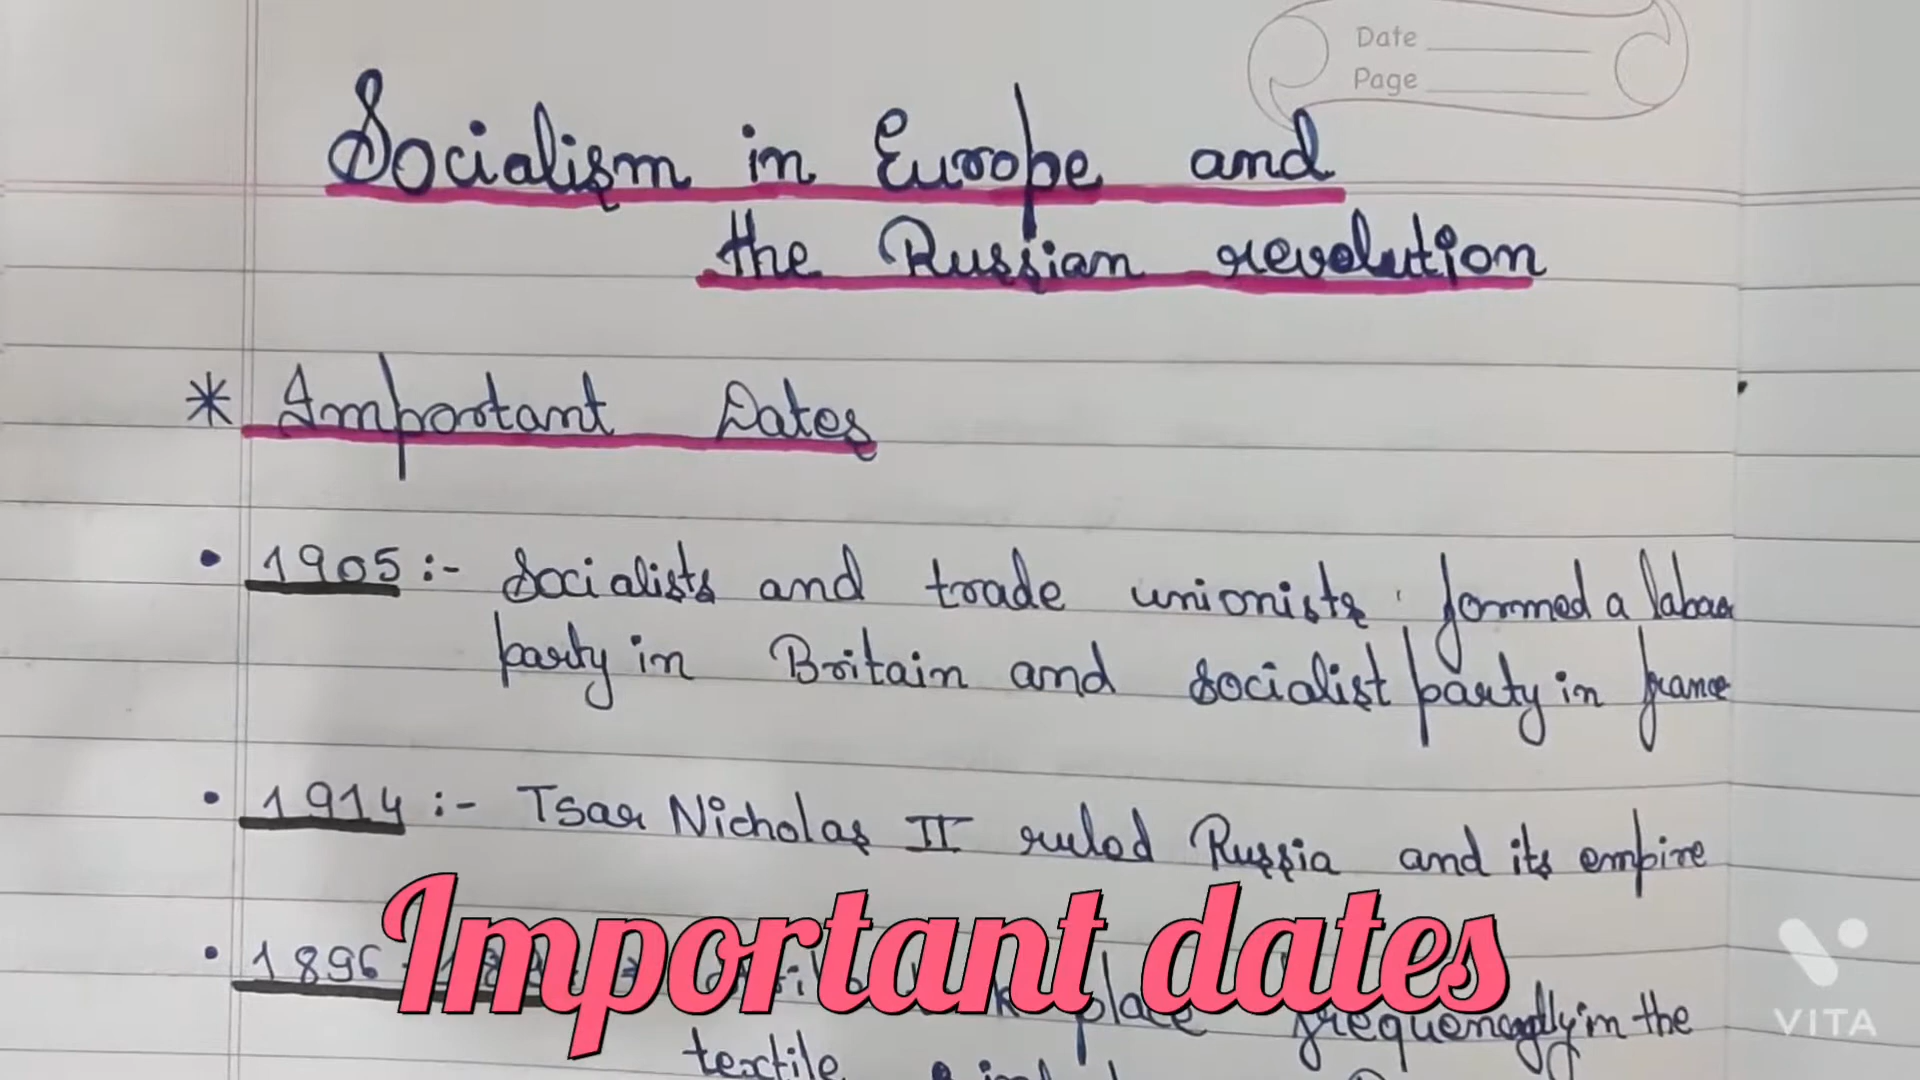 Date
Page
Socialism in Europe and
the Russian revolution
* Important Dates
• 1905 :- Socialists and trade unionists formed a labour
party in Britain and socialist party in france
• 1914 :- Tsar Nicholas II ruled Russia and its empire
Important dates
• 1896 place in the
textile
VITA